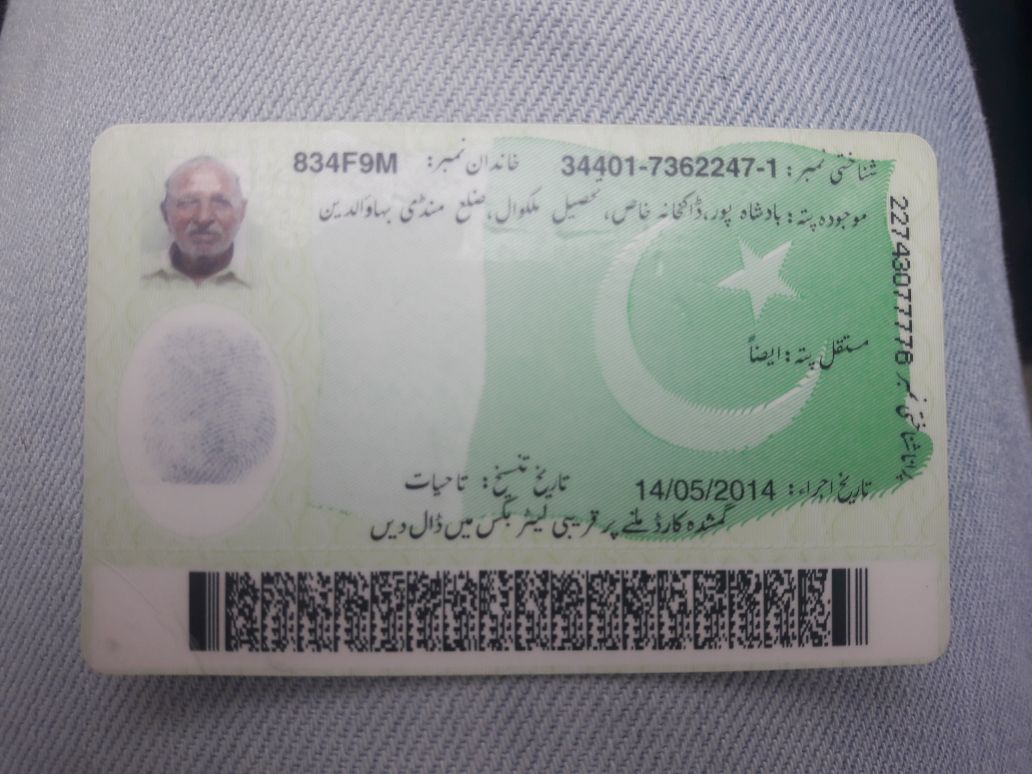 شناختی نمبر: 34401-7362247-1 خاندان نمبر: 834F9M
موجودہ پتہ: بادشاہ پور، ڈاکخانہ خاص، تحصیل ملکوال، ضلع منڈی بہاؤالدین
مستقل پتہ: ایضاً
تاریخ اجراء: 14/05/2014 تاریخ تنسیخ: تاحیات
گمشدہ کارڈ ملنے پر قریبی لیٹر بکس میں ڈال دیں
پرانا شناختی نمبر 22743077776